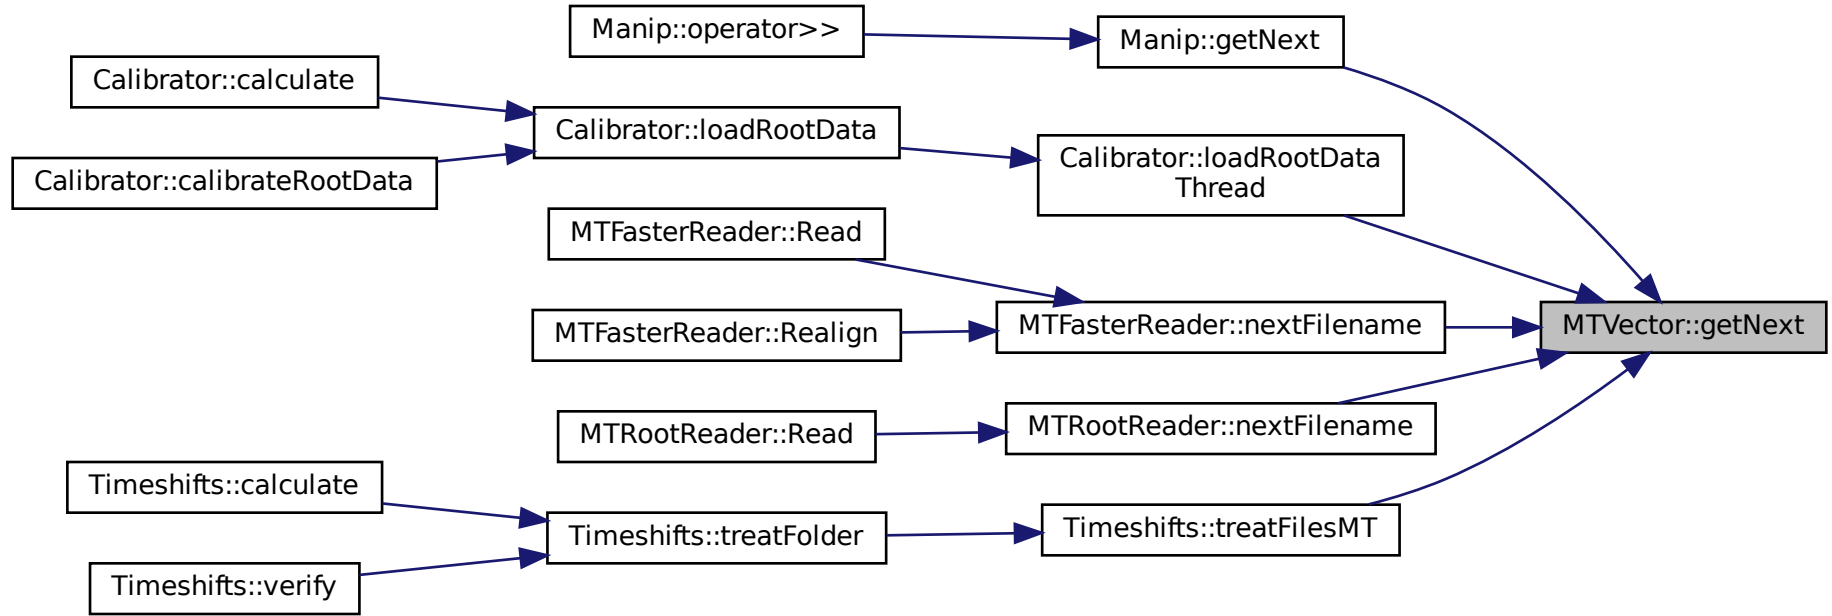 Manip::operator>>
Manip::getNext
Calibrator::calculate
Calibrator::loadRootData
Calibrator::loadRootData
Thread
Calibrator::calibrateRootData
MTFasterReader::Read
MTFasterReader::Realign
MTFasterReader::nextFilename
MTVector::getNext
MTRootReader::Read
MTRootReader::nextFilename
Timeshifts::calculate
Timeshifts::treatFolder
Timeshifts::treatFilesMT
Timeshifts::verify